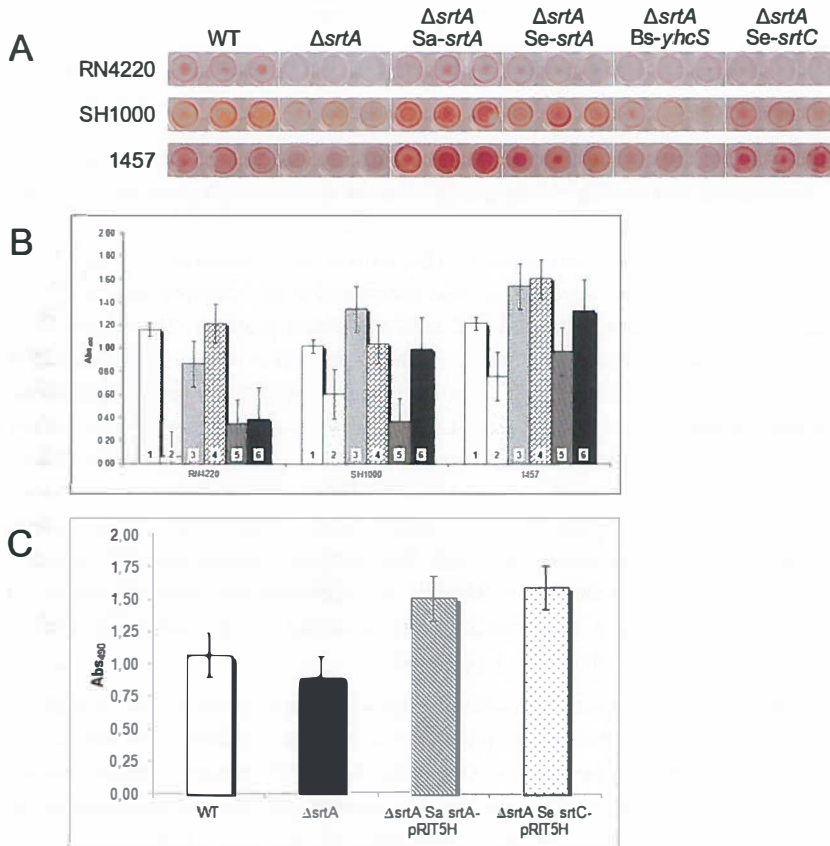 A
WT ΔsrtA ΔsrtA Sa-srtA ΔsrtA Se-srtA ΔsrtA Bs-yhcS ΔsrtA Se-srtC
RN4220
SH1000
1457
B
2.00
1.80
1.60
1.40
1.20
1.00
0.80
0.60
0.40
0.20
0.00
1 2 3 4 5 6 1 2 3 4 5 6 1 2 3 4 5 6
RN4220 SH1000 1457
C
Abs490
2,00
1,75
1,50
1,25
1,00
0,75
0,50
0,25
0,00
WT ΔsrtA ΔsrtA Sa srtA-pRIT5H ΔsrtA Se srtC-pRIT5H